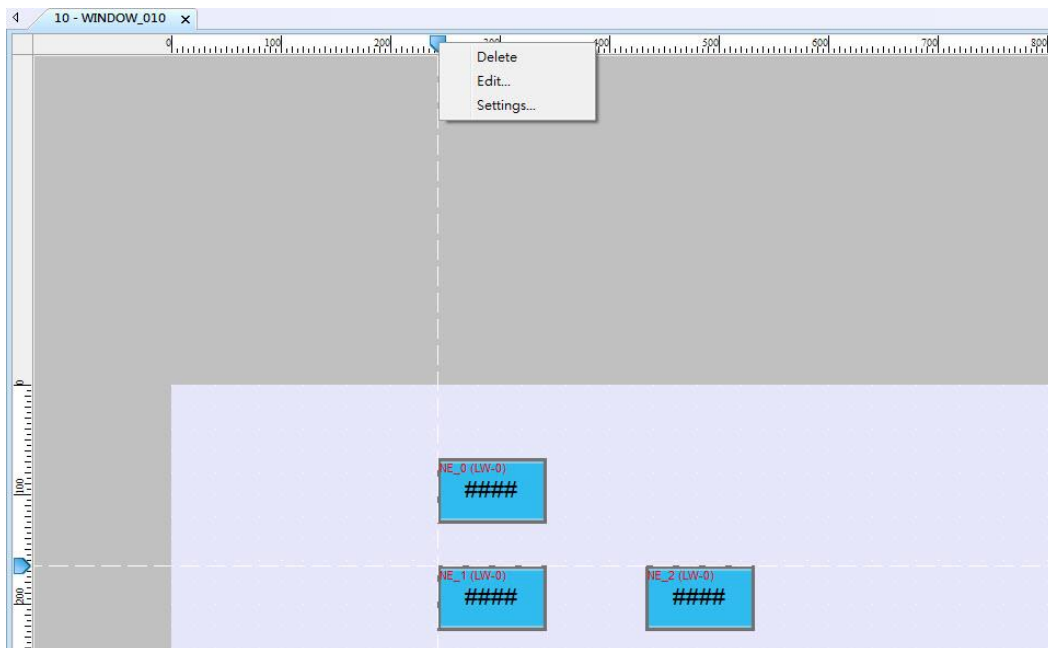 10 - WINDOW_010
0 100 200 300 400 500 600 700 800
Delete
Edit...
Settings...
0
100
200
NE_0 (LW-0)
####
NE_1 (LW-0) NE_2 (LW-0)
#### ####